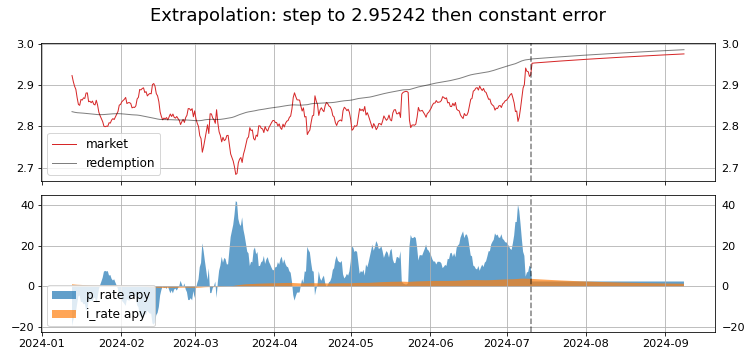 Extrapolation: step to 2.95242 then constant error
3.0
3.0
2.9
2.9
2.8
2.8
2.7
2.7
market
redemption
40
40
20
20
0
0
−20
−20
p_rate apy
i_rate apy
2024-01 2024-02 2024-03 2024-04 2024-05 2024-06 2024-07 2024-08 2024-09